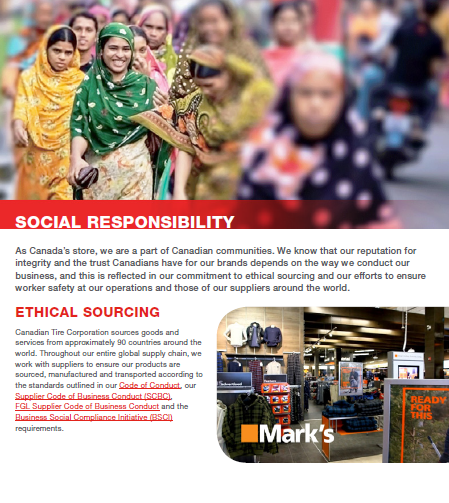 SOCIAL RESPONSIBILITY
As Canada's store, we are a part of Canadian communities. We know that our reputation for
integrity and the trust Canadians have for our brands depends on the way we conduct our
business, and this is reflected in our commitment to ethical sourcing and our efforts to ensure
worker safety at our operations and those of our suppliers around the world.
ETHICAL SOURCING
Canadian Tire Corporation sources goods and
services from approximately 90 countries around the
world. Throughout our entire global supply chain, we
work with suppliers to ensure our products are
sourced, manufactured and transported according to
the standards outlined in our Code of Conduct, our
Supplier Code of Business Conduct (SCBC),
FGL Supplier Code of Business Conduct and the
Business Social Compliance Initiative (BSCI)
requirements.
READY
FOR
THIS
Mark's